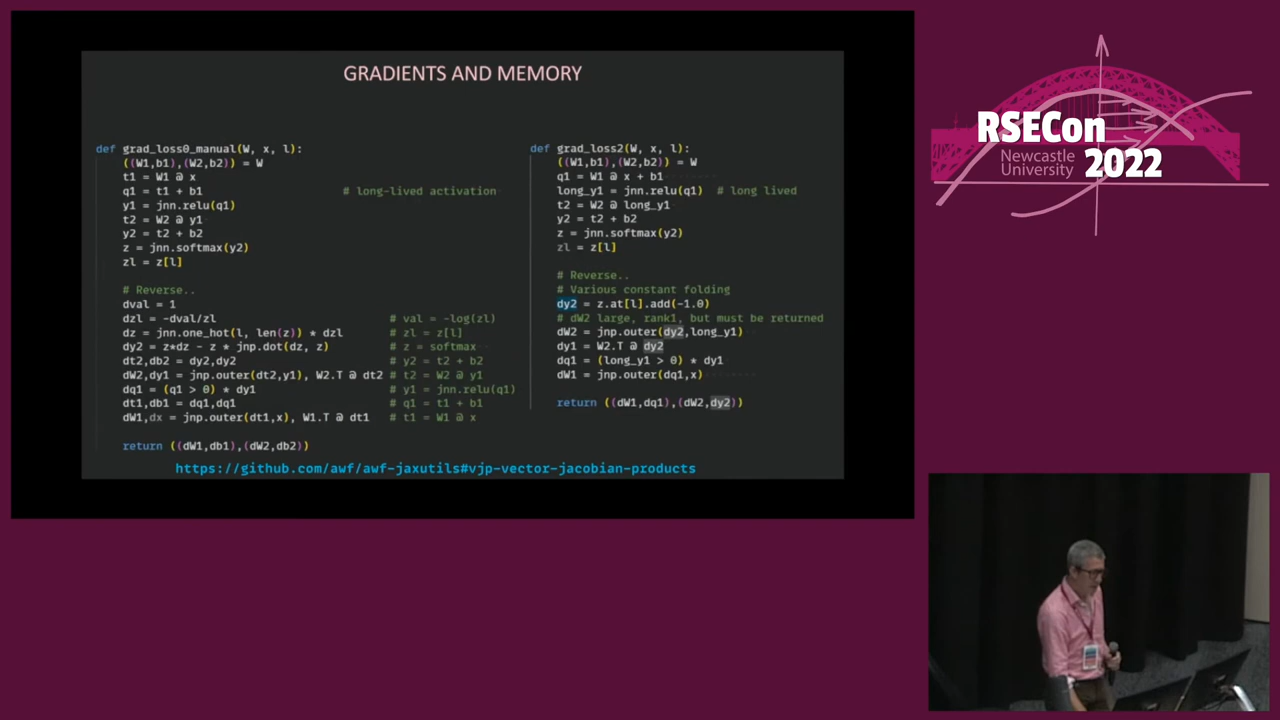 GRADIENTS AND MEMORY
def grad_loss0_manual(W, x, l):
((W1,b1),(W2,b2)) = W
t1 = W1 @ x
q1 = t1 + b1 # long-lived activation
y1 = jnn.relu(q1)
t2 = W2 @ y1
y2 = t2 + b2
z = jnn.softmax(y2)
zl = z[l]
# Reverse..
dval = 1
dzl = -dval/zl # val = -log(zl)
dz = jnn.one_hot(l, len(z)) * dzl # zl = z[l]
dy2 = z*dz - z * jnp.dot(dz, z) # z = softmax
dt2,db2 = dy2,dy2 # y2 = t2 + b2
dW2,dy1 = jnp.outer(dt2,y1), W2.T @ dt2 # t2 = W2 @ y1
dq1 = (q1 > 0) * dy1 # y1 = jnn.relu(q1)
dt1,db1 = dq1,dq1 # q1 = t1 + b1
dW1,dx = jnp.outer(dt1,x), W1.T @ dt1 # t1 = W1 @ x
return ((dW1,db1),(dW2,db2))
def grad_loss2(W, x, l):
((W1,b1),(W2,b2)) = W
q1 = W1 @ x + b1
long_y1 = jnn.relu(q1) # long lived
t2 = W2 @ long_y1
y2 = t2 + b2
z = jnn.softmax(y2)
zl = z[l]
# Reverse..
# Various constant folding
dy2 = z.at[l].add(-1.0)
# dW2 large, rank1, but must be returned
dW2 = jnp.outer(dy2,long_y1)
dy1 = W2.T @ dy2
dq1 = (long_y1 > 0) * dy1
dW1 = jnp.outer(dq1,x)
return ((dW1,dq1),(dW2,dy2))
https://github.com/awf/awf-jaxutils#vjp-vector-jacobian-products
RSECon
Newcastle
University
2022